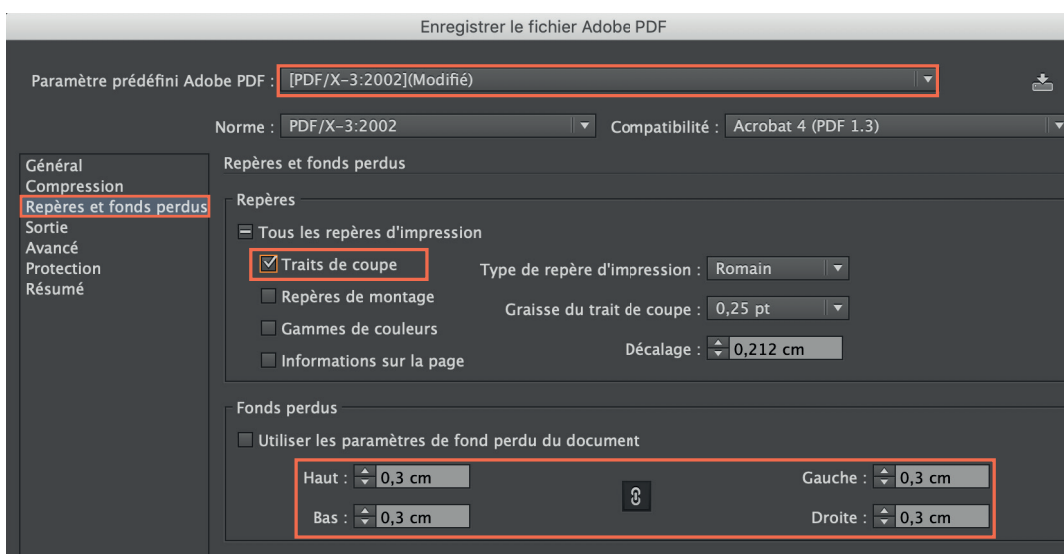 Enregistrer le fichier Adobe PDF
Paramètre prédéfini Adobe PDF : [PDF/X-3:2002](Modifié)
Norme : PDF/X-3:2002 Compatibilité : Acrobat 4 (PDF 1.3)
Général
Compression
Repères et fonds perdus
Sortie
Avancé
Protection
Résumé
Repères et fonds perdus
Repères
Tous les repères d'impression
Traits de coupe
Repères de montage
Gammes de couleurs
Informations sur la page
Type de repère d'impression : Romain
Graisse du trait de coupe : 0,25 pt
Décalage : 0,212 cm
Fonds perdus
Utiliser les paramètres de fond perdu du document
Haut : 0,3 cm Gauche : 0,3 cm
Bas : 0,3 cm Droite : 0,3 cm